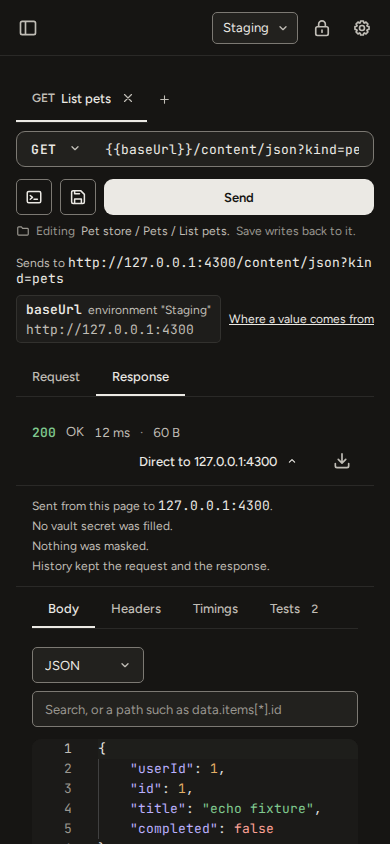 Staging
GET List pets
GET {{baseUrl}}/content/json?kind=pe
Send
Editing Pet store / Pets / List pets. Save writes back to it.
Sends to http://127.0.0.1:4300/content/json?kin
d=pets
baseUrl environment "Staging"
http://127.0.0.1:4300
Where a value comes from
Request Response
200 OK 12 ms · 60 B
Direct to 127.0.0.1:4300
Sent from this page to 127.0.0.1:4300.
No vault secret was filled.
Nothing was masked.
History kept the request and the response.
Body Headers Timings Tests 2
JSON
Search, or a path such as data.items[*].id
1 {
2 "userId": 1,
3 "id": 1,
4 "title": "echo fixture",
5 "completed": false